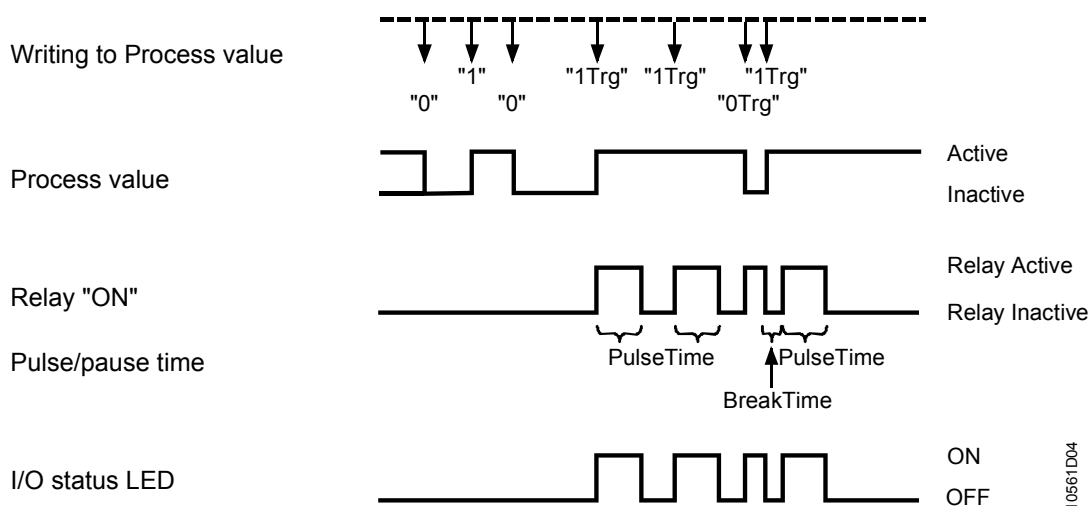 Writing to Process value
"1" "1Trg" "1Trg" "1Trg"
"0" "0" "0Trg"
Process value
Active
Inactive
Relay "ON"
Relay Active
Relay Inactive
Pulse/pause time
PulseTime PulseTime
BreakTime
I/O status LED
ON
OFF
10561D04